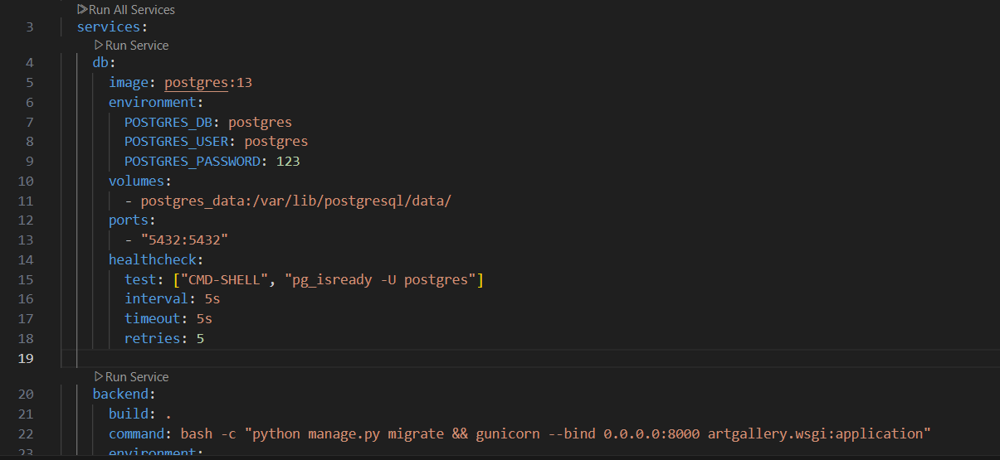 Run All Services
3 services:
Run Service
4 db:
5 image: postgres:13
6 environment:
7 POSTGRES_DB: postgres
8 POSTGRES_USER: postgres
9 POSTGRES_PASSWORD: 123
10 volumes:
11 - postgres_data:/var/lib/postgresql/data/
12 ports:
13 - "5432:5432"
14 healthcheck:
15 test: ["CMD-SHELL", "pg_isready -U postgres"]
16 interval: 5s
17 timeout: 5s
18 retries: 5
19
Run Service
20 backend:
21 build: .
22 command: bash -c "python manage.py migrate && gunicorn --bind 0.0.0.0:8000 artgallery.wsgi:application"
23 environment: